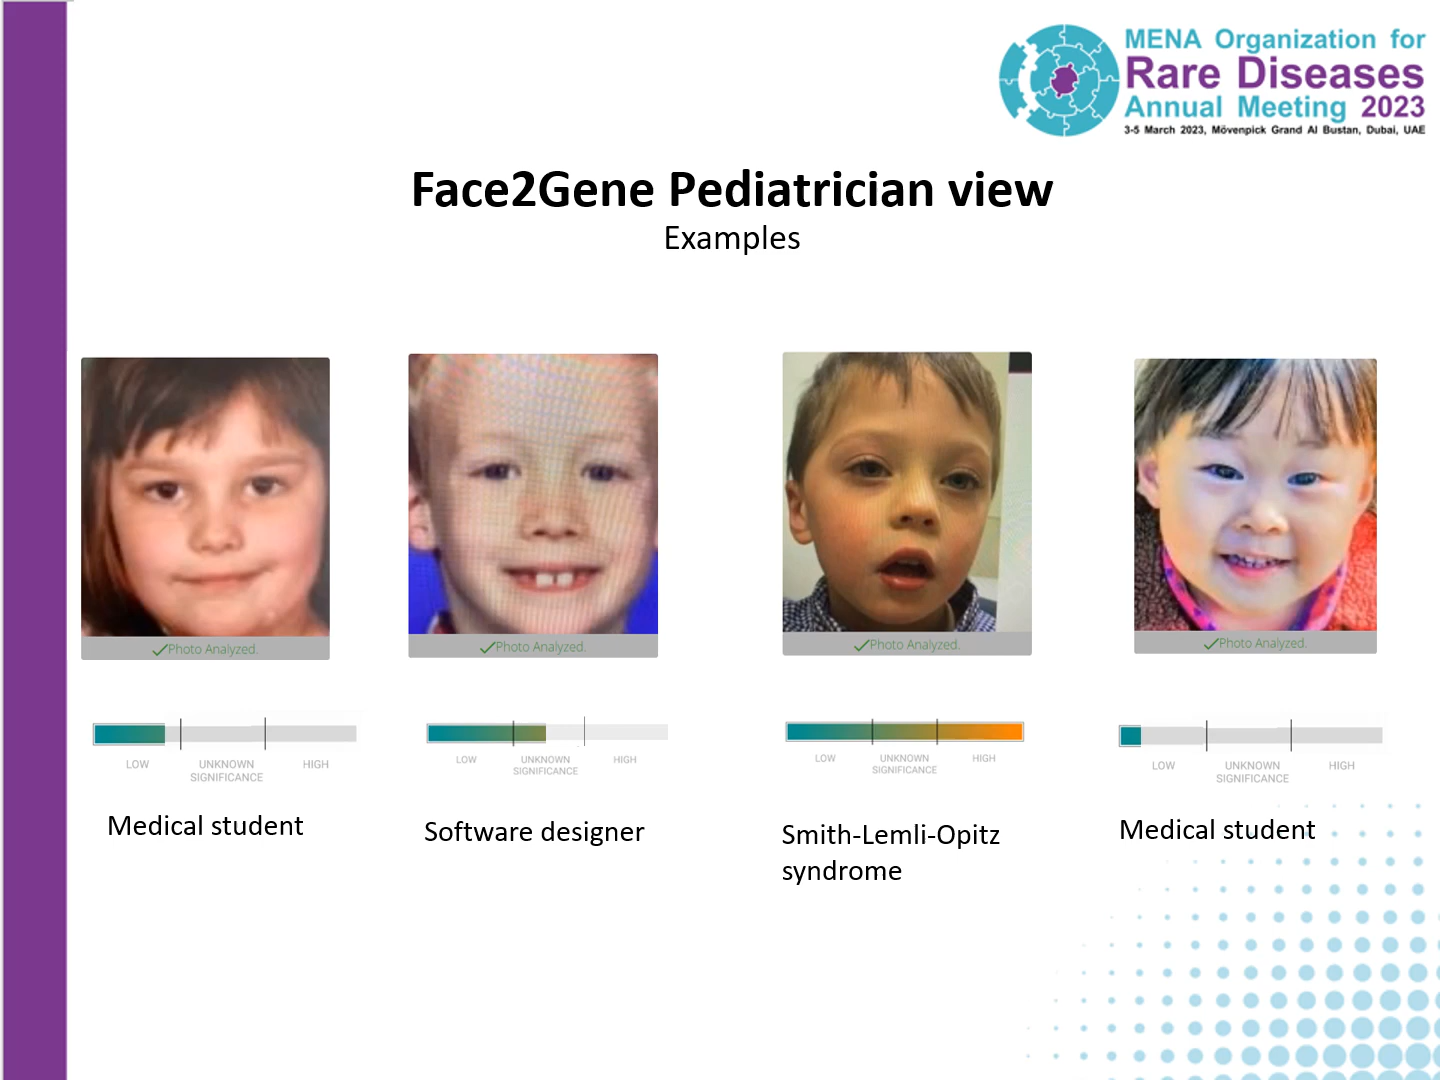 MENA Organization for
Rare Diseases
Annual Meeting 2023
3-5 March 2023, Mövenpick Grand Al Bustan, Dubai, UAE
Face2Gene Pediatrician view
Examples
Photo Analyzed.
Photo Analyzed.
Photo Analyzed.
Photo Analyzed.
LOW
UNKNOWN
SIGNIFICANCE
HIGH
LOW
UNKNOWN
SIGNIFICANCE
HIGH
LOW
UNKNOWN
SIGNIFICANCE
HIGH
LOW
UNKNOWN
SIGNIFICANCE
HIGH
Medical student
Software designer
Smith-Lemli-Opitz
syndrome
Medical student